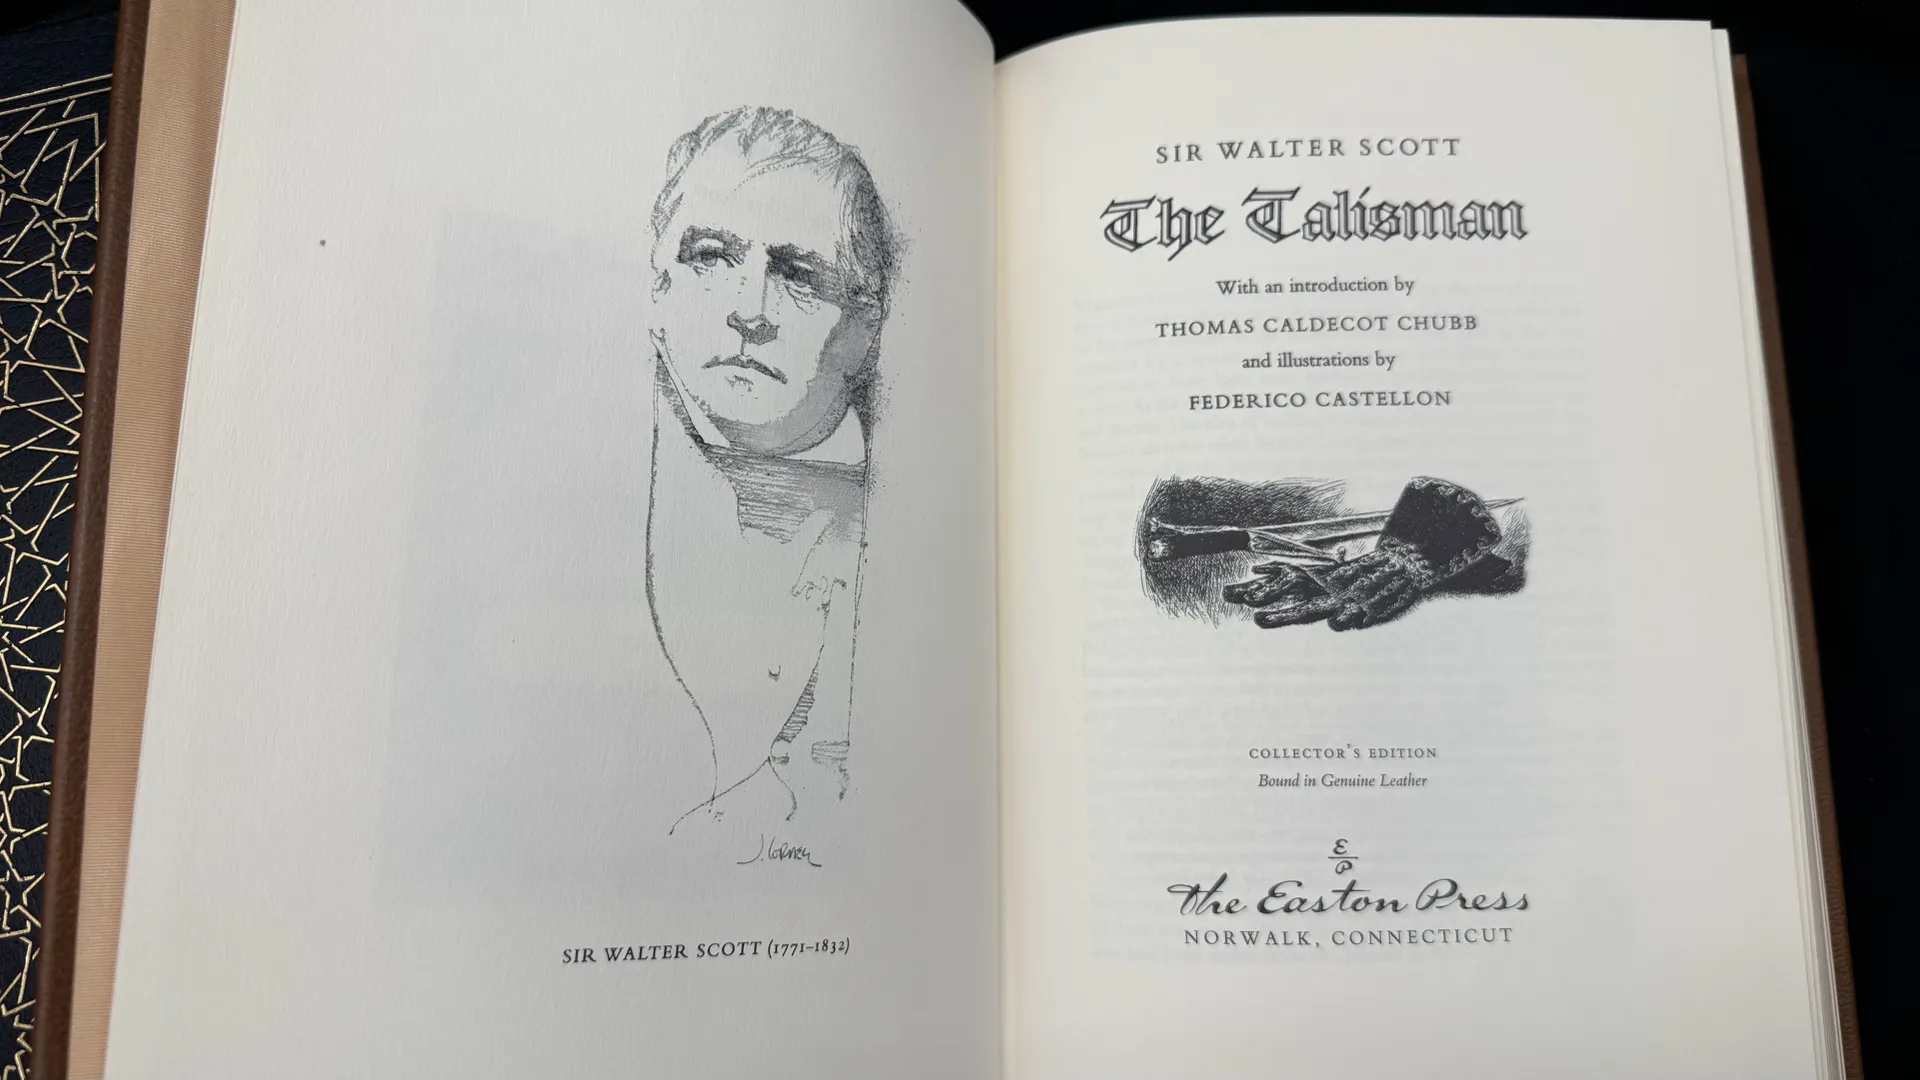 J. Corney
SIR WALTER SCOTT (1771–1832)
SIR WALTER SCOTT
The Talisman
With an introduction by
THOMAS CALDECOT CHUBB
and illustrations by
FEDERICO CASTELLON
COLLECTOR'S EDITION
Bound in Genuine Leather
E
P
The Easton Press
NORWALK, CONNECTICUT